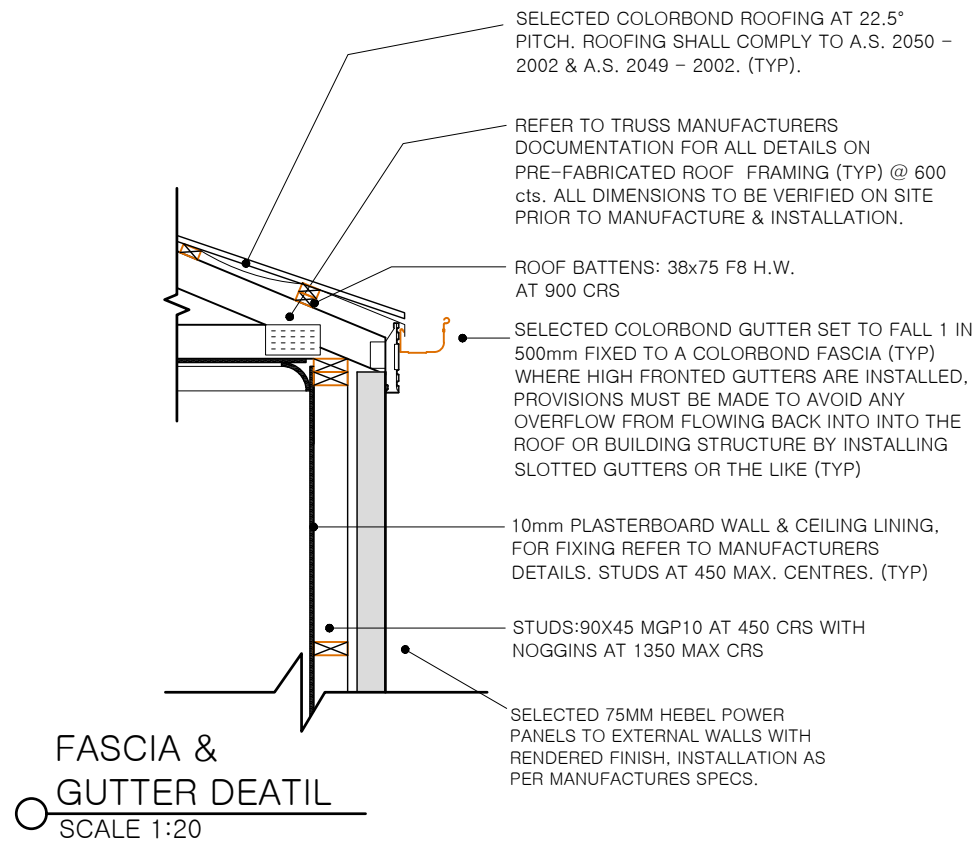 SELECTED COLORBOND ROOFING AT 22.5°
PITCH. ROOFING SHALL COMPLY TO A.S. 2050 -
2002 & A.S. 2049 - 2002. (TYP).
REFER TO TRUSS MANUFACTURERS
DOCUMENTATION FOR ALL DETAILS ON
PRE-FABRICATED ROOF FRAMING (TYP) @ 600
cts. ALL DIMENSIONS TO BE VERIFIED ON SITE
PRIOR TO MANUFACTURE & INSTALLATION.
ROOF BATTENS: 38x75 F8 H.W.
AT 900 CRS
SELECTED COLORBOND GUTTER SET TO FALL 1 IN
500mm FIXED TO A COLORBOND FASCIA (TYP)
WHERE HIGH FRONTED GUTTERS ARE INSTALLED,
PROVISIONS MUST BE MADE TO AVOID ANY
OVERFLOW FROM FLOWING BACK INTO INTO THE
ROOF OR BUILDING STRUCTURE BY INSTALLING
SLOTTED GUTTERS OR THE LIKE (TYP)
10mm PLASTERBOARD WALL & CEILING LINING,
FOR FIXING REFER TO MANUFACTURERS
DETAILS. STUDS AT 450 MAX. CENTRES. (TYP)
STUDS:90X45 MGP10 AT 450 CRS WITH
NOGGINS AT 1350 MAX CRS
SELECTED 75MM HEBEL POWER
PANELS TO EXTERNAL WALLS WITH
RENDERED FINISH, INSTALLATION AS
PER MANUFACTURES SPECS.
FASCIA &
GUTTER DEATIL
SCALE 1:20